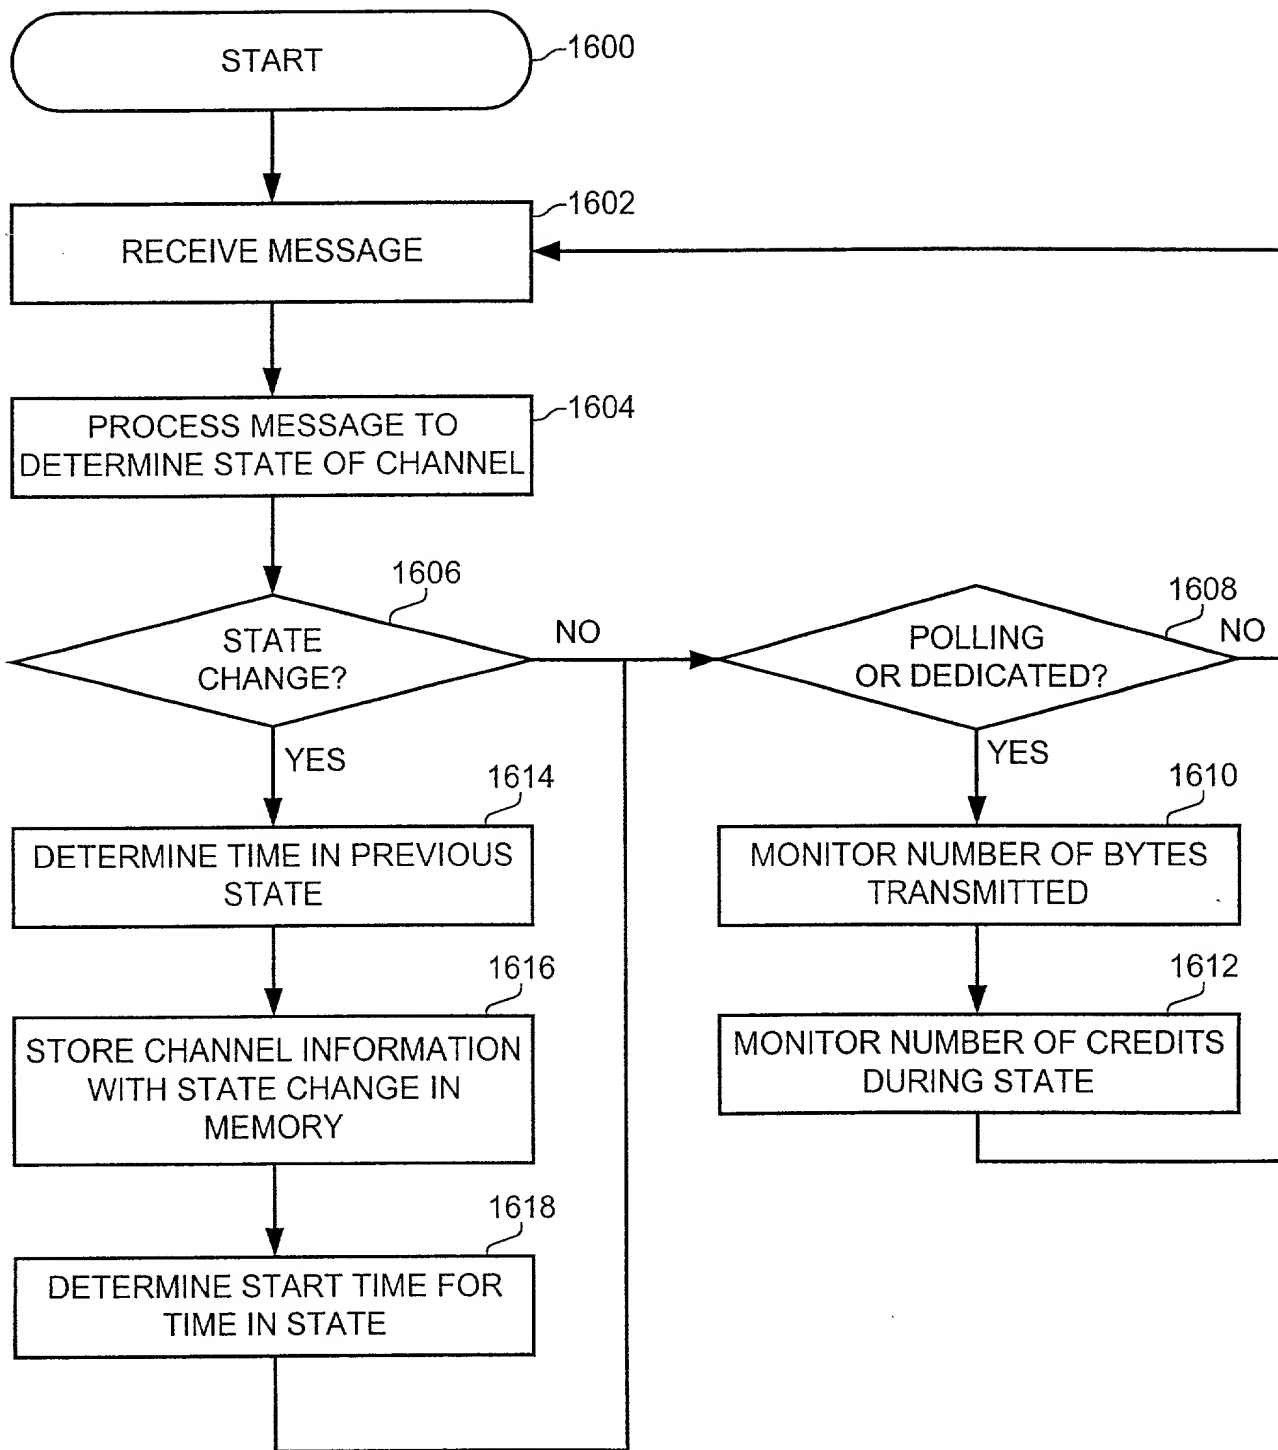 START
1600
1602
RECEIVE MESSAGE
1604
PROCESS MESSAGE TO
DETERMINE STATE OF CHANNEL
1606
STATE
CHANGE?
NO
YES
1608
POLLING
OR DEDICATED?
NO
YES
1614
DETERMINE TIME IN PREVIOUS
STATE
1616
STORE CHANNEL INFORMATION
WITH STATE CHANGE IN
MEMORY
1618
DETERMINE START TIME FOR
TIME IN STATE
1610
MONITOR NUMBER OF BYTES
TRANSMITTED
1612
MONITOR NUMBER OF CREDITS
DURING STATE